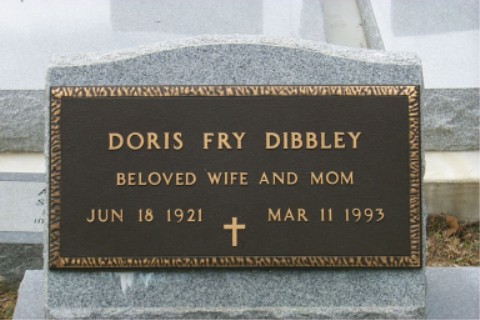 DORIS FRY DIBBLEY
BELOVED WIFE AND MOM
JUN 18 1921 MAR 11 1993